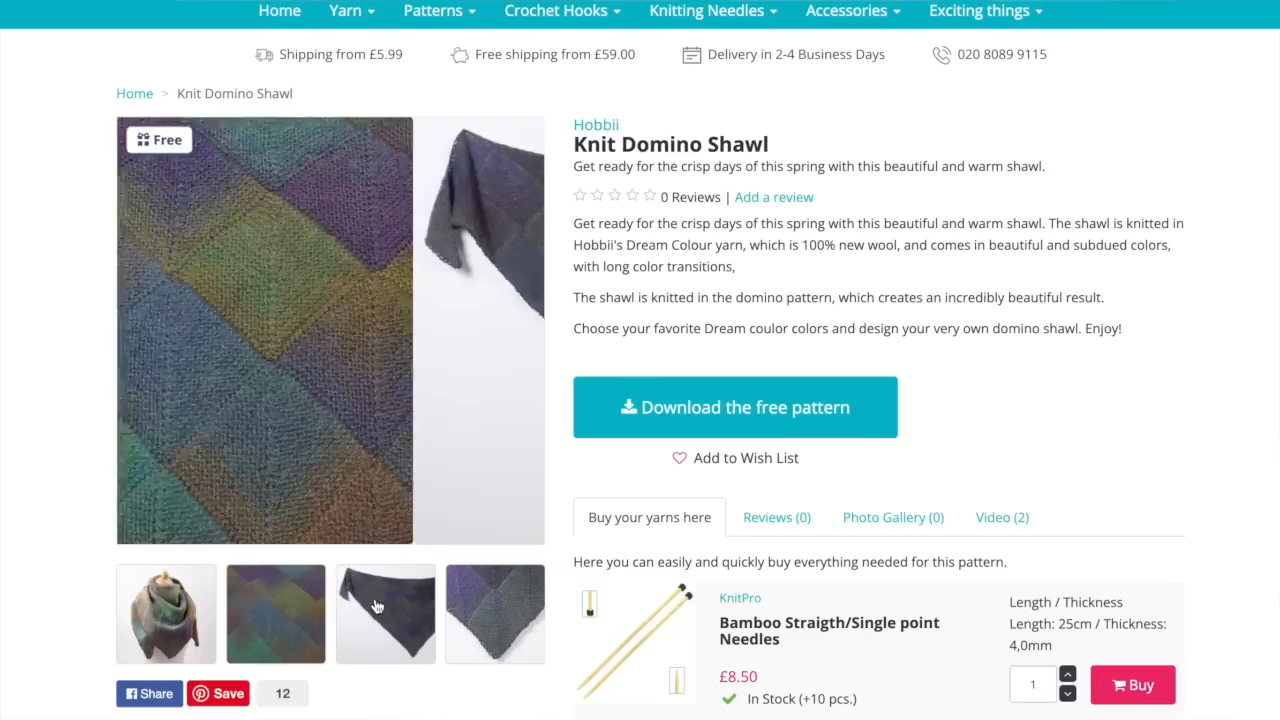 Home Yarn Patterns Crochet Hooks Knitting Needles Accessories Exciting things
Shipping from £5.99 Free shipping from £59.00 Delivery in 2-4 Business Days 020 8089 9115
Home > Knit Domino Shawl
Free
Hobbii
Knit Domino Shawl
Get ready for the crisp days of this spring with this beautiful and warm shawl.
0 Reviews | Add a review
Get ready for the crisp days of this spring with this beautiful and warm shawl. The shawl is knitted in
Hobbii's Dream Colour yarn, which is 100% new wool, and comes in beautiful and subdued colors,
with long color transitions,
The shawl is knitted in the domino pattern, which creates an incredibly beautiful result.
Choose your favorite Dream coulor colors and design your very own domino shawl. Enjoy!
Download the free pattern
Add to Wish List
Buy your yarns here Reviews (0) Photo Gallery (0) Video (2)
Here you can easily and quickly buy everything needed for this pattern.
KnitPro
Bamboo Straigth/Single point
Needles
£8.50
In Stock (+10 pcs.)
Length / Thickness
Length: 25cm / Thickness:
4,0mm
1 Buy
Share Save 12